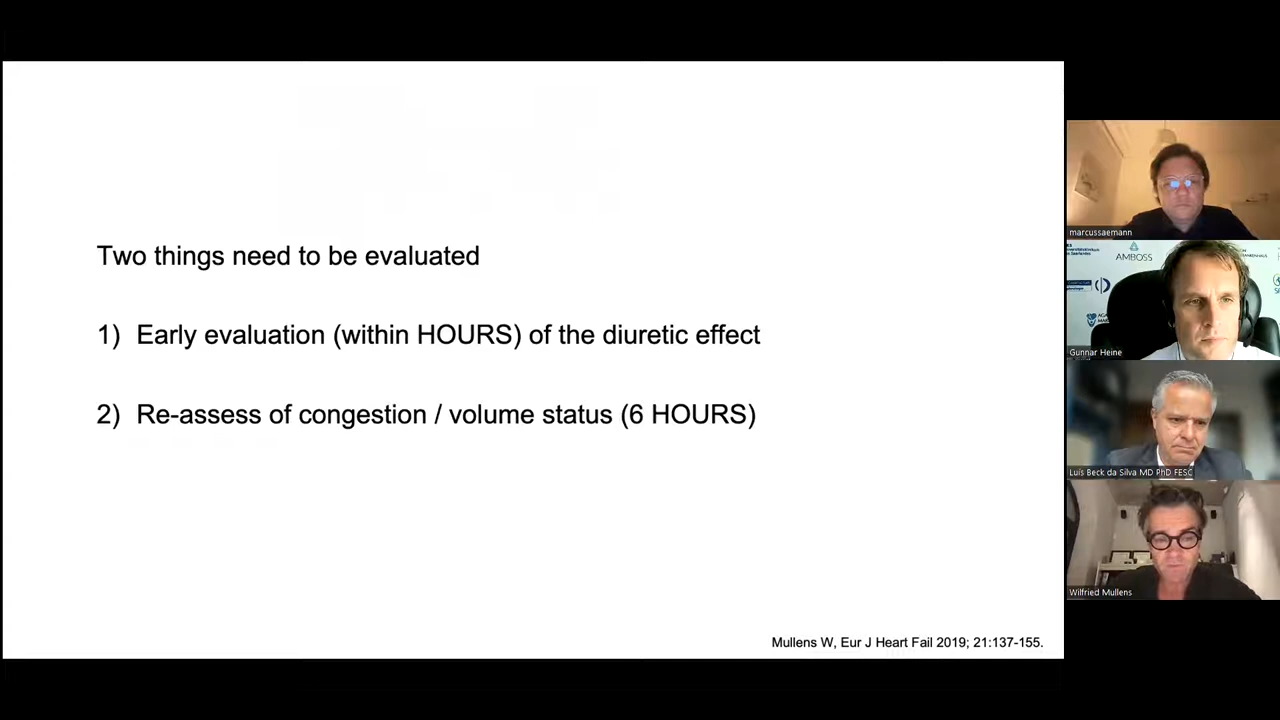 Two things need to be evaluated
1) Early evaluation (within HOURS) of the diuretic effect
2) Re-assess of congestion / volume status (6 HOURS)
Mullens W, Eur J Heart Fail 2019; 21:137-155.
marcussaemann
AMBOSS
Gunnar Heine
Luís Beck da Silva MD PhD FESC
Wilfried Mullens